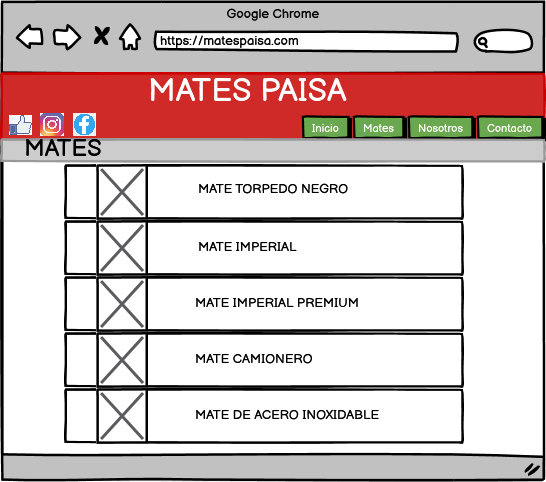 Google Chrome
https://matespaisa.com
MATES PAISA
Inicio Mates Nosotros Contacto
MATES
MATE TORPEDO NEGRO
MATE IMPERIAL
MATE IMPERIAL PREMIUM
MATE CAMIONERO
MATE DE ACERO INOXIDABLE